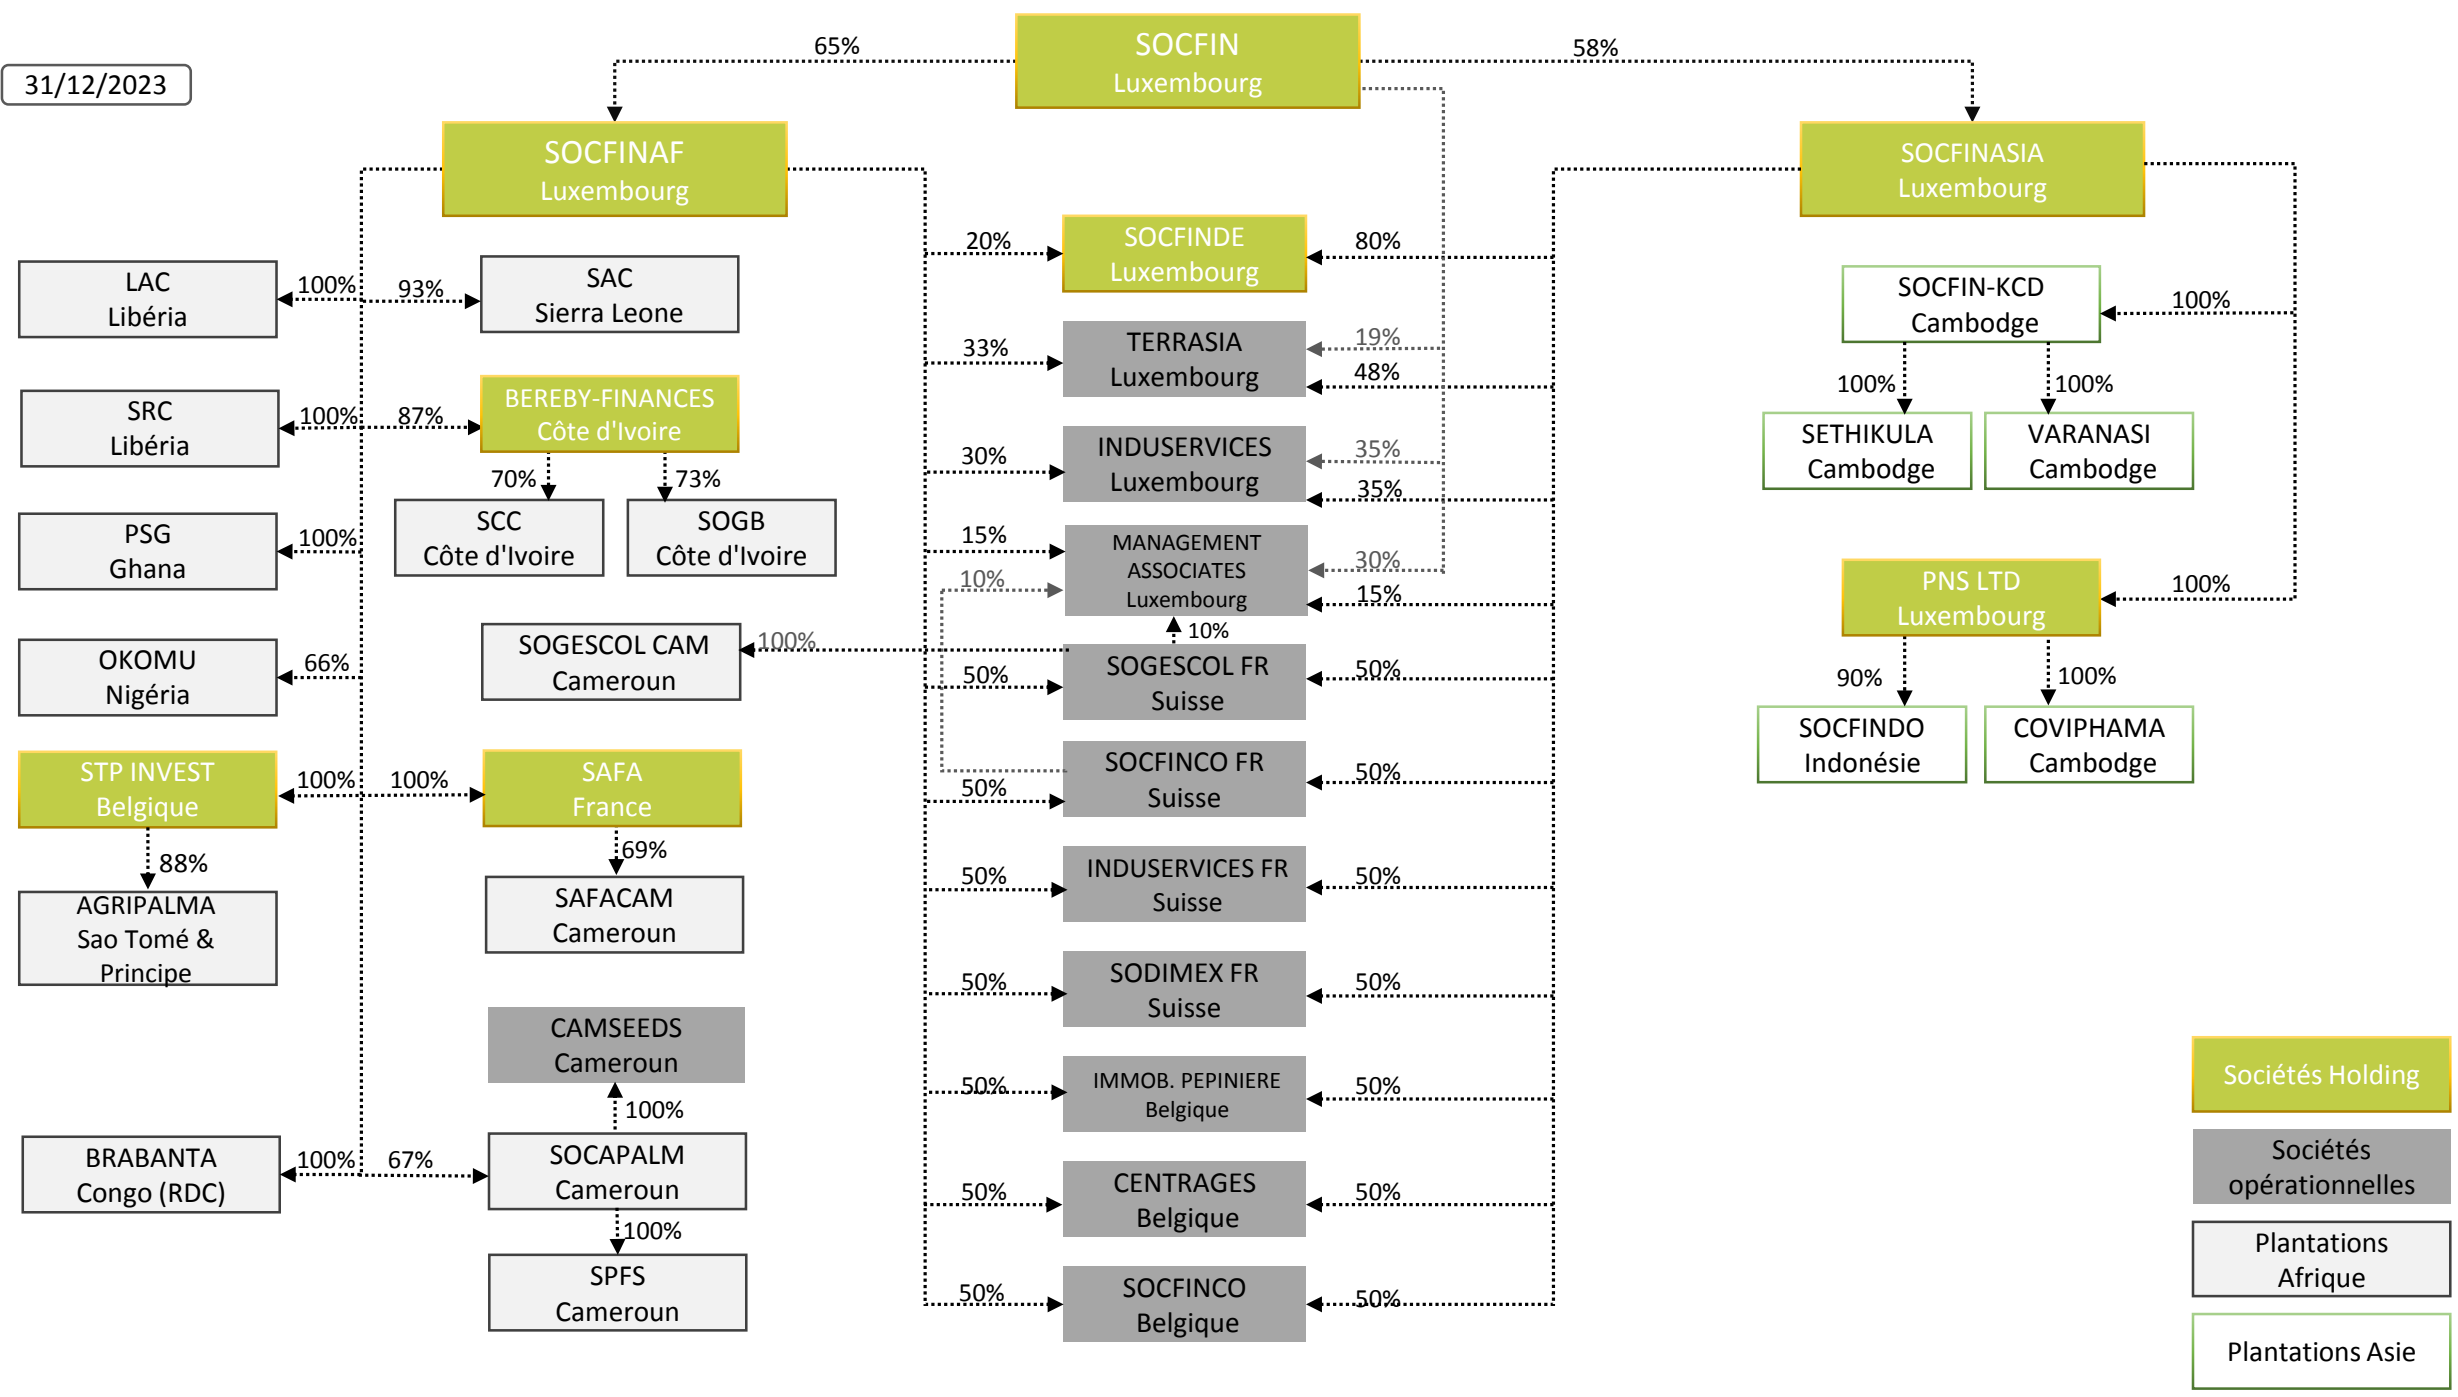 31/12/2023
SOCFIN
Luxembourg
65%
58%
SOCFINAF
Luxembourg
SOCFINASIA
Luxembourg
LAC
Libéria
100%
93%
SAC
Sierra Leone
SRC
Libéria
100%
87%
BEREBY-FINANCES
Côte d'Ivoire
70%
73%
SCC
Côte d'Ivoire
SOGB
Côte d'Ivoire
PSG
Ghana
100%
OKOMU
Nigéria
66%
SOGESCOL CAM
Cameroun
100%
STP INVEST
Belgique
100%
100%
SAFA
France
88%
69%
AGRIPALMA
Sao Tomé &
Principe
SAFACAM
Cameroun
CAMSEEDS
Cameroun
100%
BRABANTA
Congo (RDC)
100%
67%
SOCAPALM
Cameroun
100%
SPFS
Cameroun
20%
SOCFINDE
Luxembourg
80%
33%
TERRASIA
Luxembourg
19%
48%
30%
INDUSERVICES
Luxembourg
35%
35%
15%
10%
MANAGEMENT
ASSOCIATES
Luxembourg
30%
15%
10%
50%
SOGESCOL FR
Suisse
50%
50%
SOCFINCO FR
Suisse
50%
50%
INDUSERVICES FR
Suisse
50%
50%
SODIMEX FR
Suisse
50%
50%
IMMOB. PEPINIERE
Belgique
50%
50%
CENTRAGES
Belgique
50%
50%
SOCFINCO
Belgique
50%
SOCFIN-KCD
Cambodge
100%
100%
100%
SETHIKULA
Cambodge
VARANASI
Cambodge
PNS LTD
Luxembourg
100%
90%
100%
SOCFINDO
Indonésie
COVIPHAMA
Cambodge
Sociétés Holding
Sociétés
opérationnelles
Plantations
Afrique
Plantations Asie